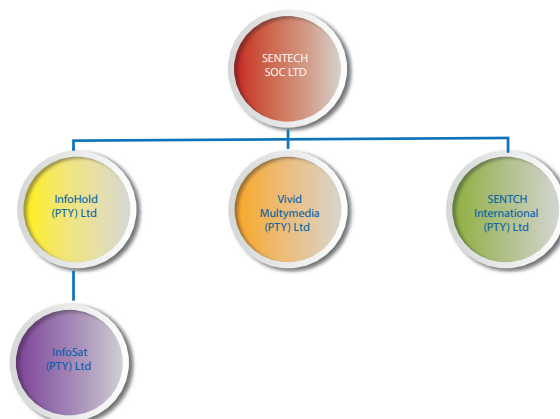 SENTECH
SOC LTD
InfoHold
(PTY) Ltd
Vivid
Multymedia
(PTY) Ltd
SENTCH
International
(PTY) Ltd
InfoSat
(PTY) Ltd